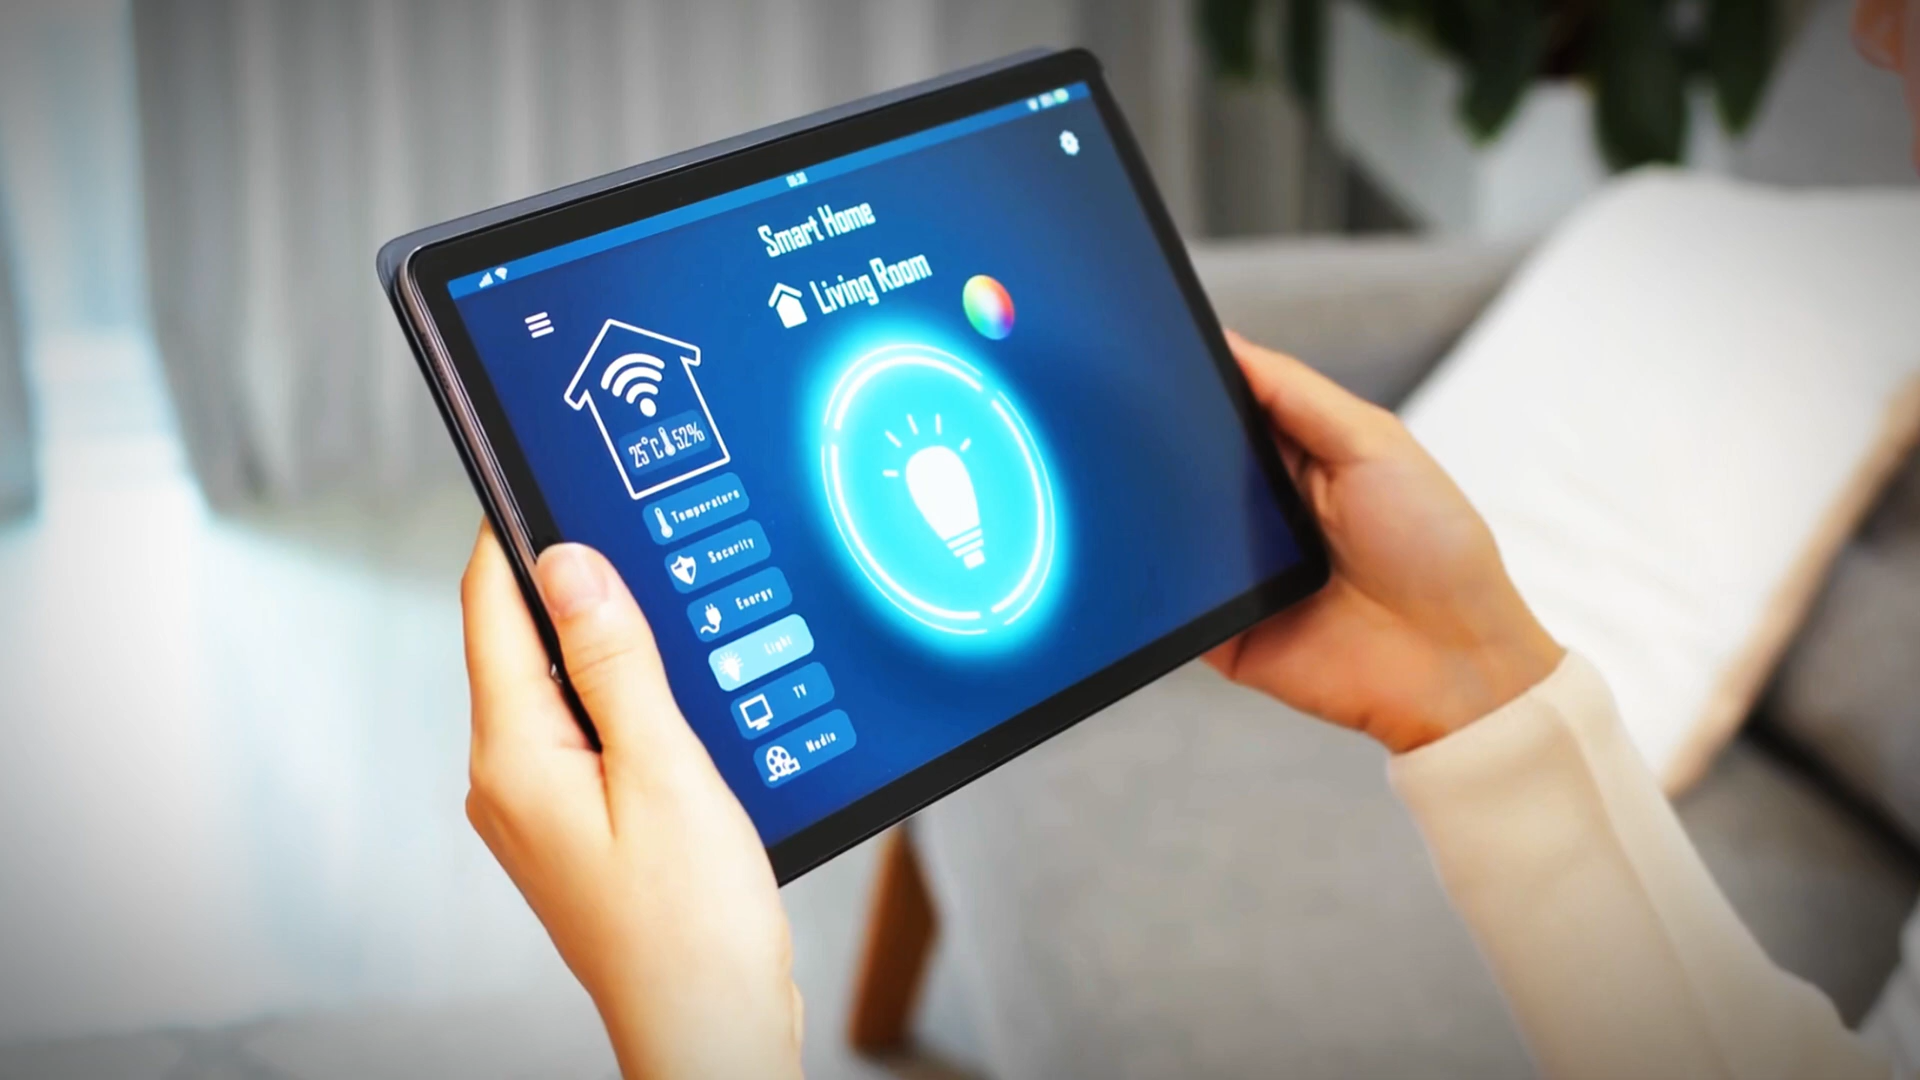 Smart Home
Living Room
25°C 52%
Temperature
Security
Energy
Light
TV
Media